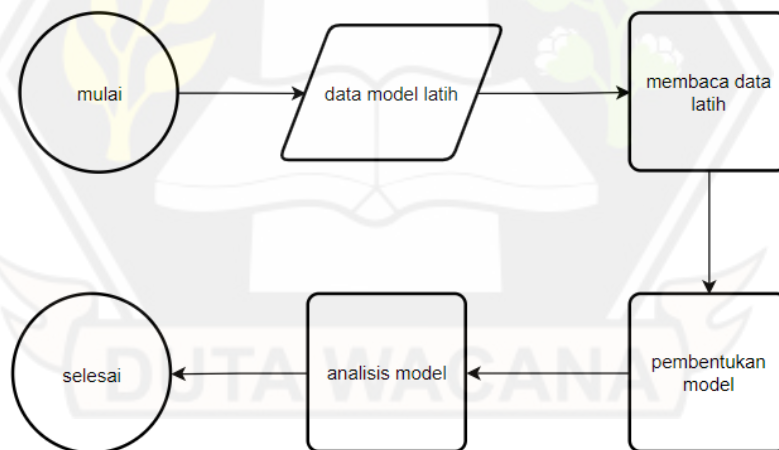 mulai
data model latih
membaca data
latih
pembentukan
model
analisis model
selesai
DUTA WACANA